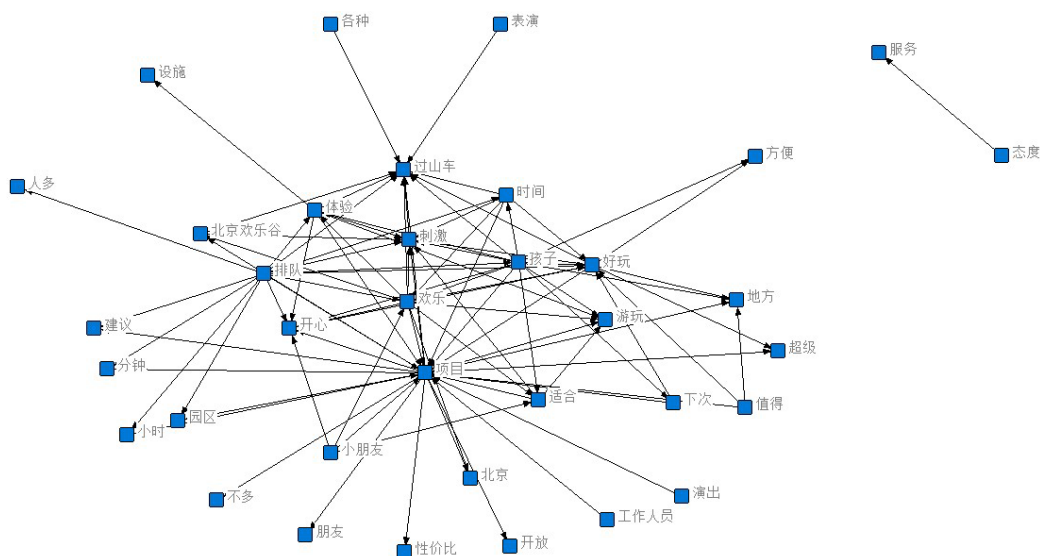 各种
表演
服务
设施
态度
方便
过山车
人多
时间
体验
北京欢乐谷
刺激
孩子
好玩
排队
欢乐
地方
游玩
建议
开心
超级
分钟
项目
适合
下次
值得
园区
小时
小朋友
北京
不多
演出
工作人员
朋友
性价比
开放